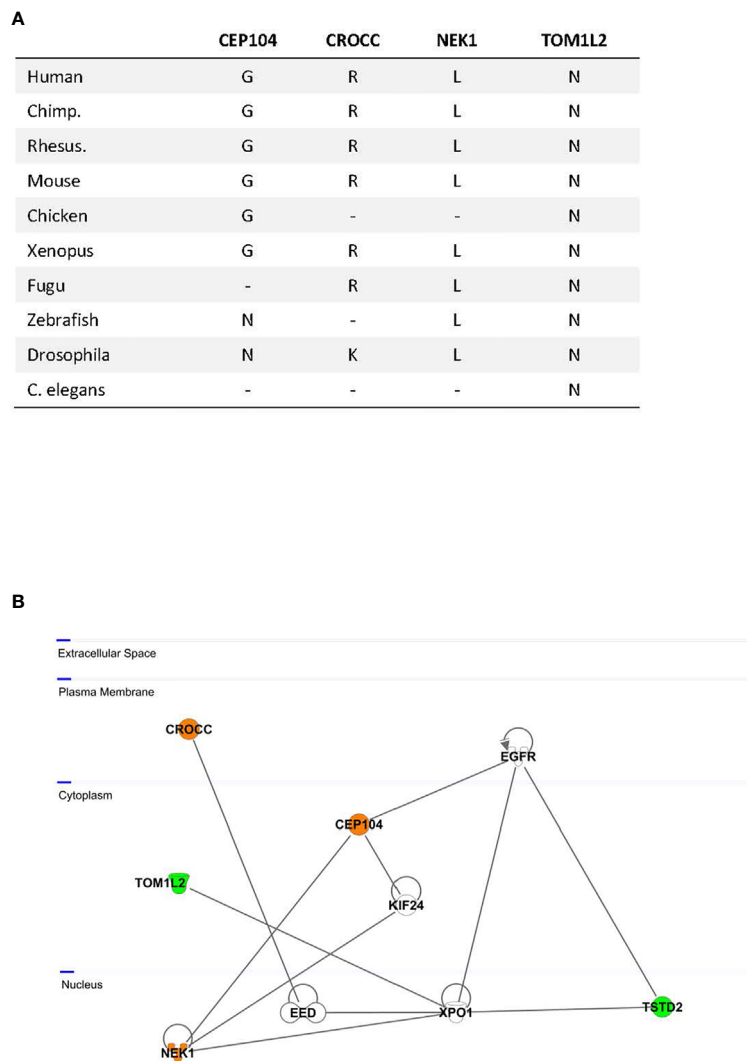 A
CEP104 CROCC NEK1 TOM1L2
Human G R L N
Chimp. G R L N
Rhesus. G R L N
Mouse G R L N
Chicken G - - N
Xenopus G R L N
Fugu - R L N
Zebrafish N - L N
Drosophila N K L N
C. elegans - - - N
B
Extracellular Space
Plasma Membrane
CROCC
EGFR
Cytoplasm
CEP104
TOM1L2
KIF24
Nucleus
EED XPO1 TSTD2
NEK1